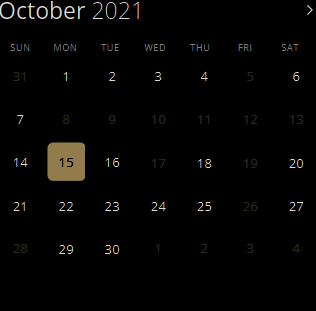 October 2021
SUN MON TUE WED THU FRI SAT
31 1 2 3 4 5 6
7 8 9 10 11 12 13
14 15 16 17 18 19 20
21 22 23 24 25 26 27
28 29 30 1 2 3 4